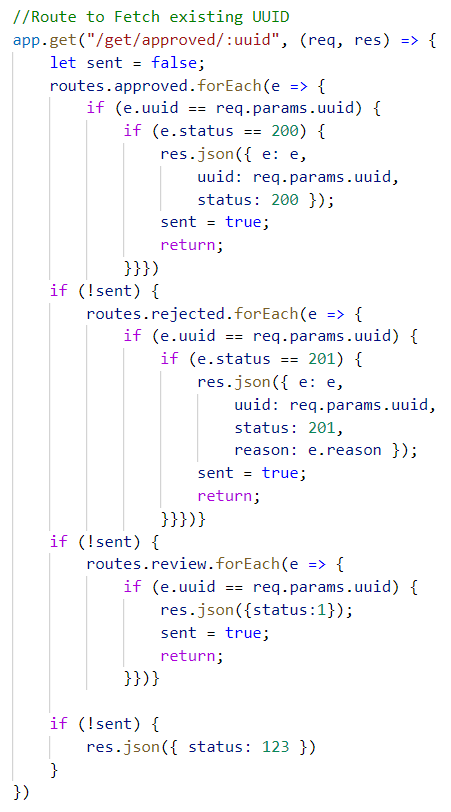 //Route to Fetch existing UUID
app.get("/get/approved/:uuid", (req, res) => {
    let sent = false;
    routes.approved.forEach(e => {
        if (e.uuid == req.params.uuid) {
            if (e.status == 200) {
                res.json({ e: e,
                    uuid: req.params.uuid,
                    status: 200 });
                sent = true;
                return;
            }}})
    if (!sent) {
        routes.rejected.forEach(e => {
            if (e.uuid == req.params.uuid) {
                if (e.status == 201) {
                    res.json({ e: e,
                        uuid: req.params.uuid,
                        status: 201,
                        reason: e.reason });
                    sent = true;
                    return;
                }}})}
    if (!sent) {
        routes.review.forEach(e => {
            if (e.uuid == req.params.uuid) {
                res.json({status:1});
                sent = true;
                return;
            }})}
    if (!sent) {
        res.json({ status: 123 })
    }
})